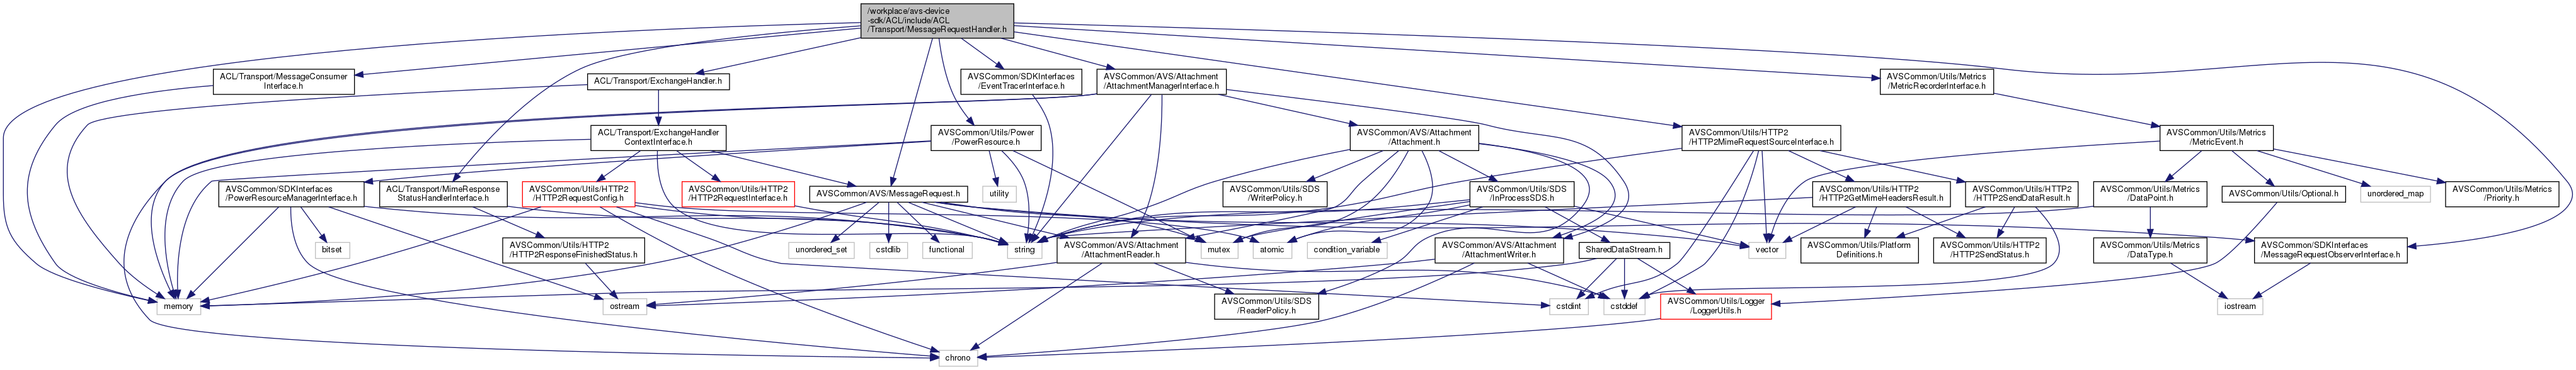 /workplace/avs-device
-sdk/ACL/include/ACL
/Transport/MessageRequestHandler.h
ACL/Transport/MessageConsumer
Interface.h
ACL/Transport/ExchangeHandler.h
AVSCommon/SDKInterfaces
/EventTracerInterface.h
AVSCommon/AVS/Attachment
/AttachmentManagerInterface.h
AVSCommon/Utils/Metrics
/MetricRecorderInterface.h
ACL/Transport/ExchangeHandler
ContextInterface.h
AVSCommon/Utils/Power
/PowerResource.h
AVSCommon/AVS/Attachment
/Attachment.h
AVSCommon/Utils/HTTP2
/HTTP2MimeRequestSourceInterface.h
AVSCommon/Utils/Metrics
/MetricEvent.h
AVSCommon/SDKInterfaces
/PowerResourceManagerInterface.h
ACL/Transport/MimeResponse
StatusHandlerInterface.h
AVSCommon/Utils/HTTP2
/HTTP2RequestConfig.h
AVSCommon/Utils/HTTP2
/HTTP2RequestInterface.h
AVSCommon/AVS/MessageRequest.h
utility
AVSCommon/Utils/SDS
/WriterPolicy.h
AVSCommon/Utils/SDS
/InProcessSDS.h
AVSCommon/Utils/HTTP2
/HTTP2GetMimeHeadersResult.h
AVSCommon/Utils/HTTP2
/HTTP2SendDataResult.h
AVSCommon/Utils/Metrics
/DataPoint.h
AVSCommon/Utils/Optional.h
unordered_map
AVSCommon/Utils/Metrics
/Priority.h
bitset
AVSCommon/Utils/HTTP2
/HTTP2ResponseFinishedStatus.h
unordered_set
cstdlib
functional
string
AVSCommon/AVS/Attachment
/AttachmentReader.h
mutex
atomic
condition_variable
AVSCommon/AVS/Attachment
/AttachmentWriter.h
SharedDataStream.h
vector
AVSCommon/Utils/Platform
Definitions.h
AVSCommon/Utils/HTTP2
/HTTP2SendStatus.h
AVSCommon/Utils/Metrics
/DataType.h
AVSCommon/SDKInterfaces
/MessageRequestObserverInterface.h
memory
ostream
AVSCommon/Utils/SDS
/ReaderPolicy.h
cstdint
cstddef
AVSCommon/Utils/Logger
/LoggerUtils.h
iostream
chrono